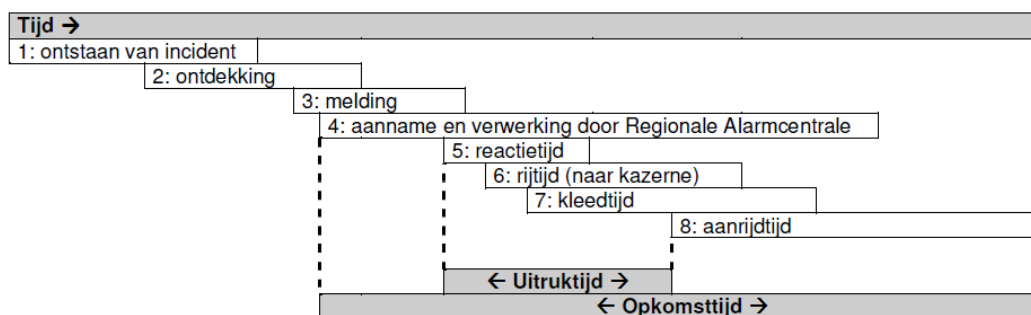 Tijd →
1: ontstaan van incident
2: ontdekking
3: melding
4: aanname en verwerking door Regionale Alarmcentrale
5: reactietijd
6: rijtijd (naar kazerne)
7: kleedtijd
8: aanrijdtijd
← Uitruktijd →
← Opkomsttijd →